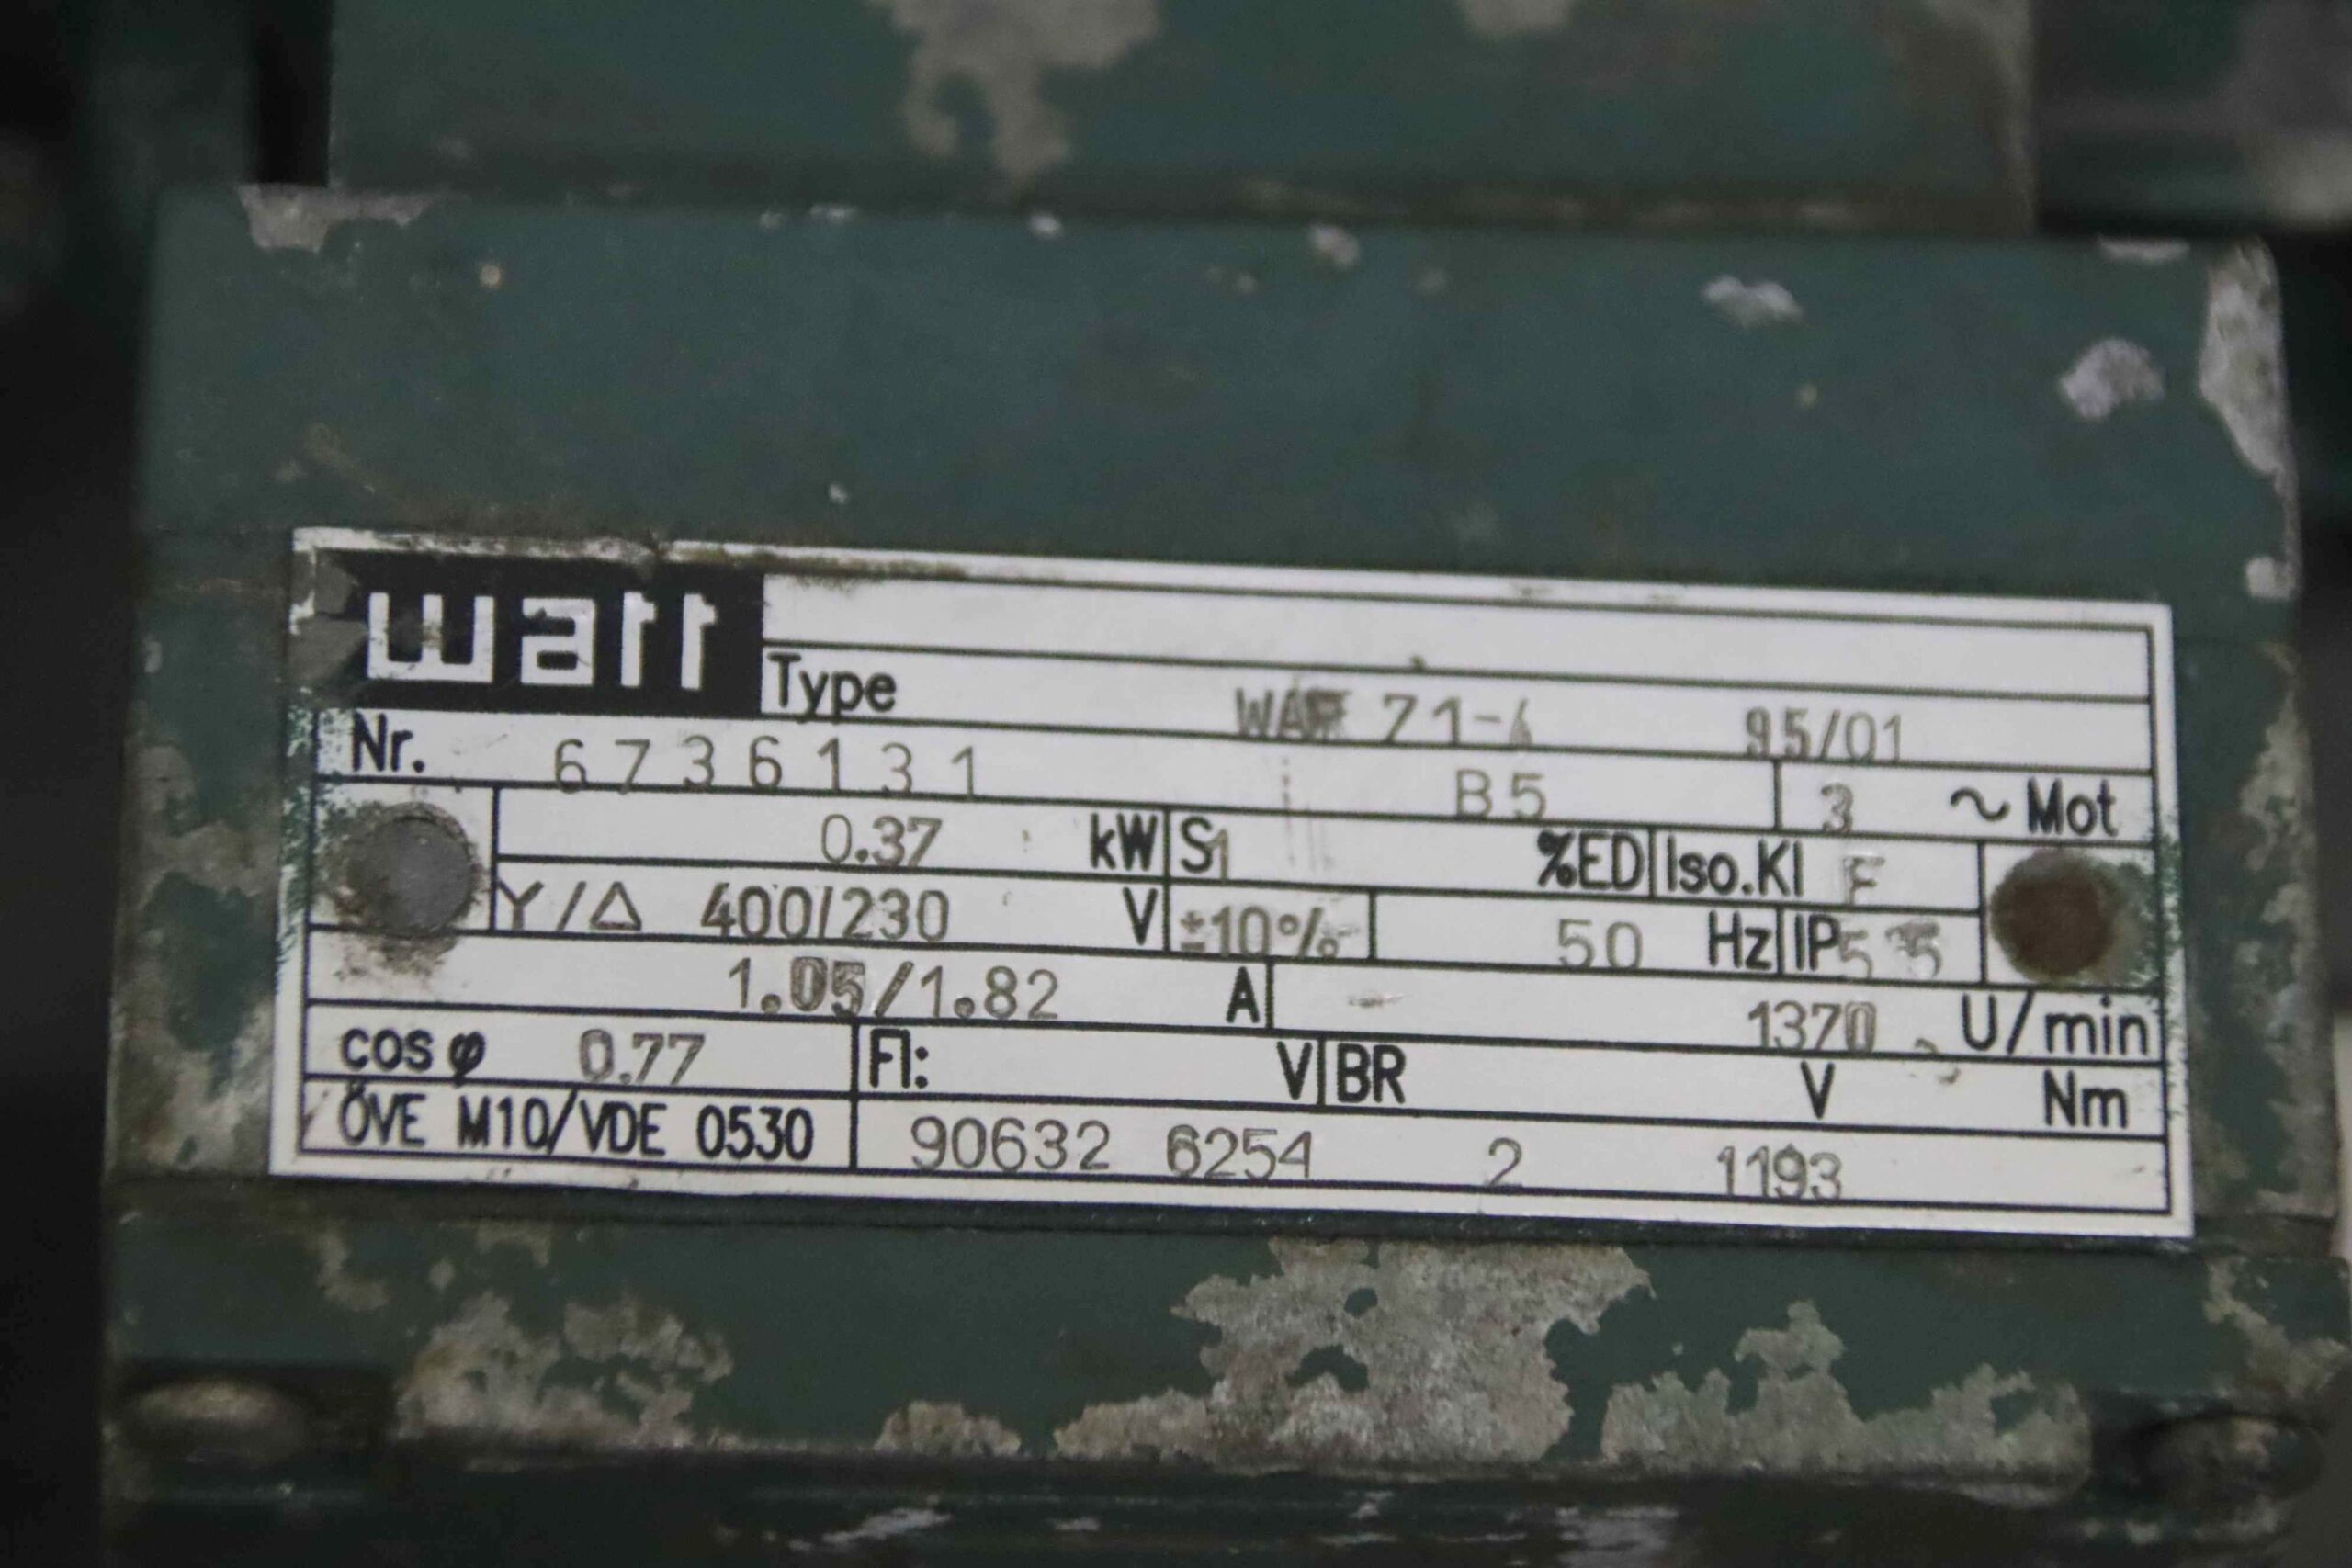 watt
Type 71-4 95/01
Nr. 6736131 B5 3 ~ Mot
0.37 kW S1 %ED Iso.Kl F
Y/Δ 400/230 V ±10% 50 Hz IP55
1.05/1.82 A 1370 U/min
cos φ 0.77 Fl: V BR V Nm
ÖVE M10/VDE 0530 90632 6254 2 1193